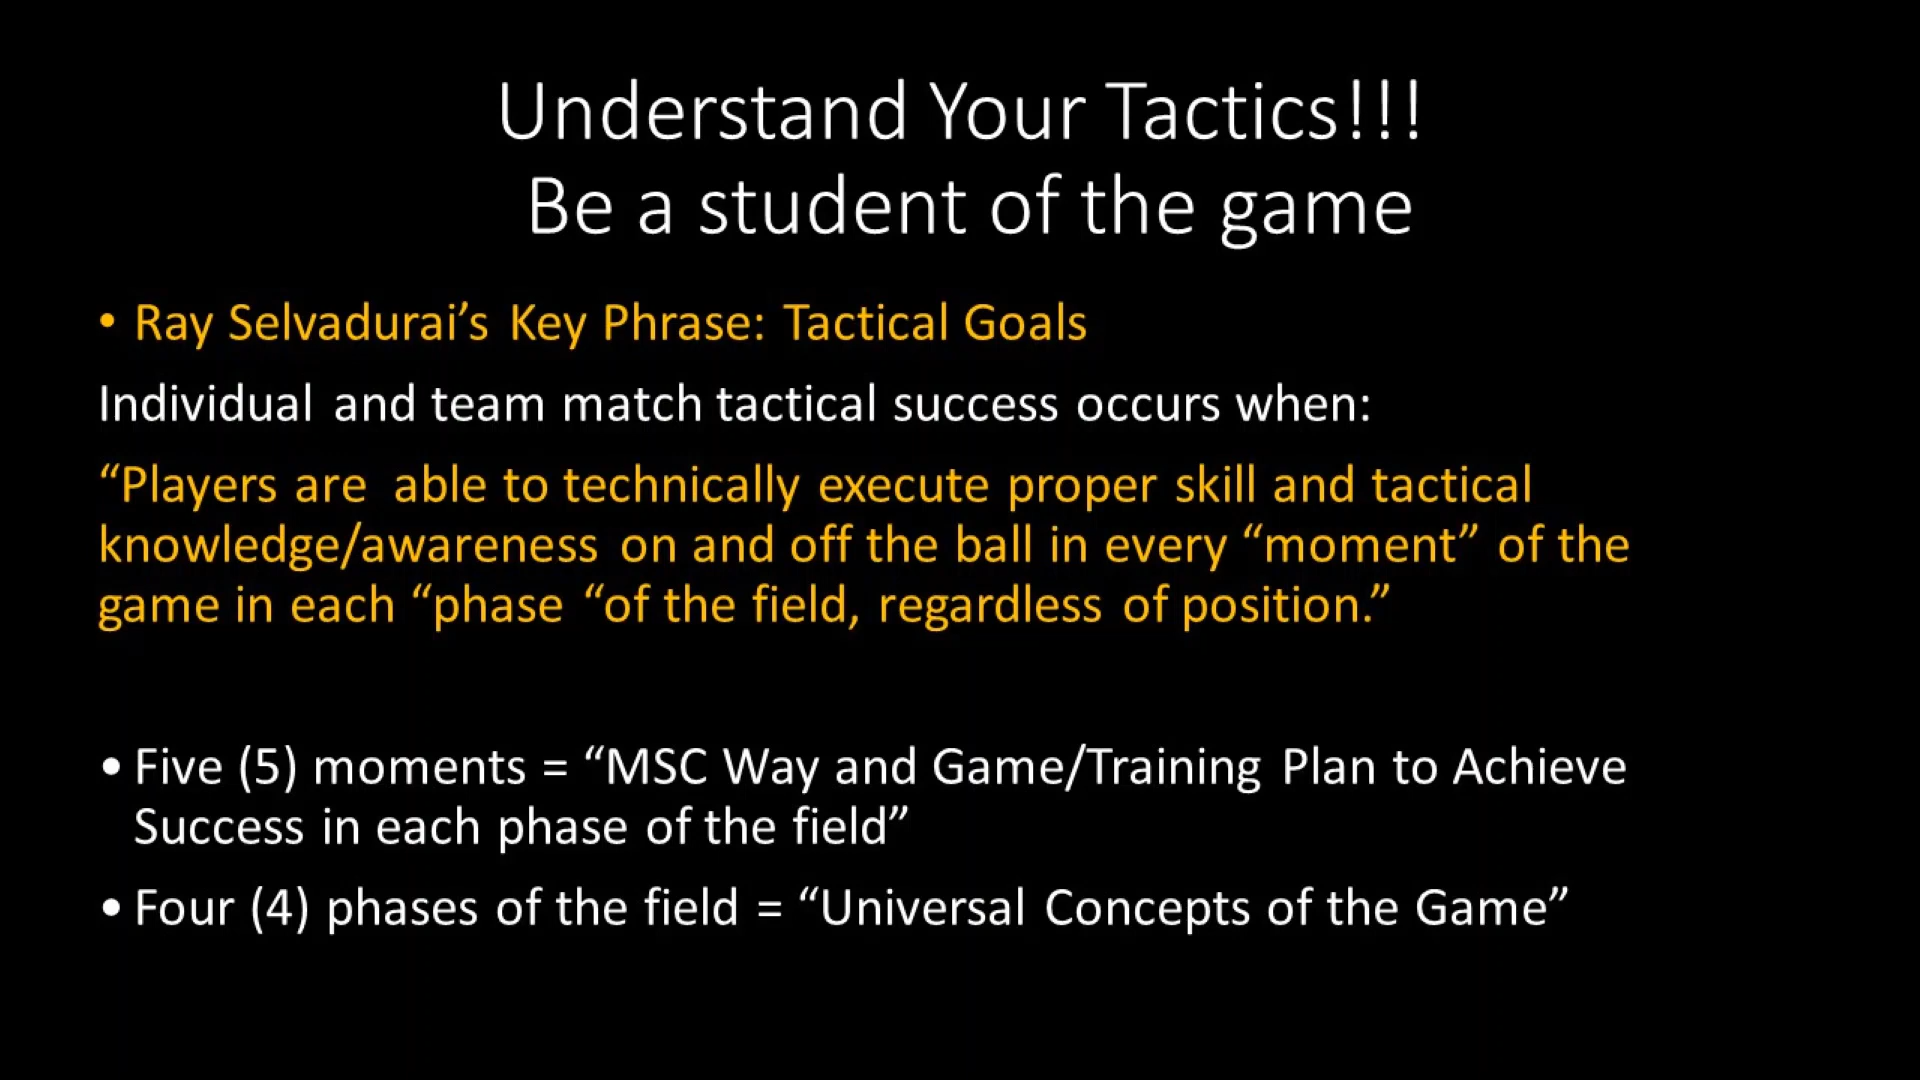 Understand Your Tactics!!!
Be a student of the game
• Ray Selvadurai’s Key Phrase: Tactical Goals
Individual and team match tactical success occurs when:
“Players are able to technically execute proper skill and tactical
knowledge/awareness on and off the ball in every “moment” of the
game in each “phase “of the field, regardless of position.”
• Five (5) moments = “MSC Way and Game/Training Plan to Achieve
Success in each phase of the field”
• Four (4) phases of the field = “Universal Concepts of the Game”